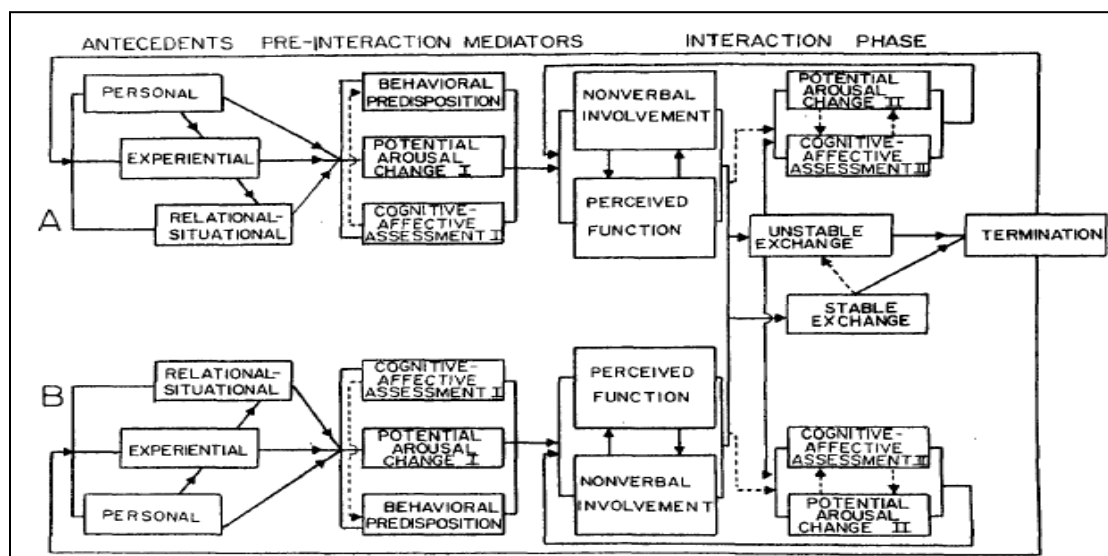 ANTECEDENTS PRE-INTERACTION MEDIATORS INTERACTION PHASE
PERSONAL
EXPERIENTIAL
RELATIONAL-
SITUATIONAL
A
BEHAVIORAL
PREDISPOSITION
POTENTIAL
AROUSAL
CHANGE I
COGNITIVE-
AFFECTIVE
ASSESSMENT I
NONVERBAL
INVOLVEMENT
PERCEIVED
FUNCTION
POTENTIAL
AROUSAL
CHANGE II
COGNITIVE-
AFFECTIVE
ASSESSMENT II
UNSTABLE
EXCHANGE
TERMINATION
STABLE
EXCHANGE
B
RELATIONAL-
SITUATIONAL
EXPERIENTIAL
PERSONAL
COGNITIVE-
AFFECTIVE
ASSESSMENT I
POTENTIAL
AROUSAL
CHANGE I
BEHAVIORAL
PREDISPOSITION
PERCEIVED
FUNCTION
NONVERBAL
INVOLVEMENT
COGNITIVE-
AFFECTIVE
ASSESSMENT II
POTENTIAL
AROUSAL
CHANGE II